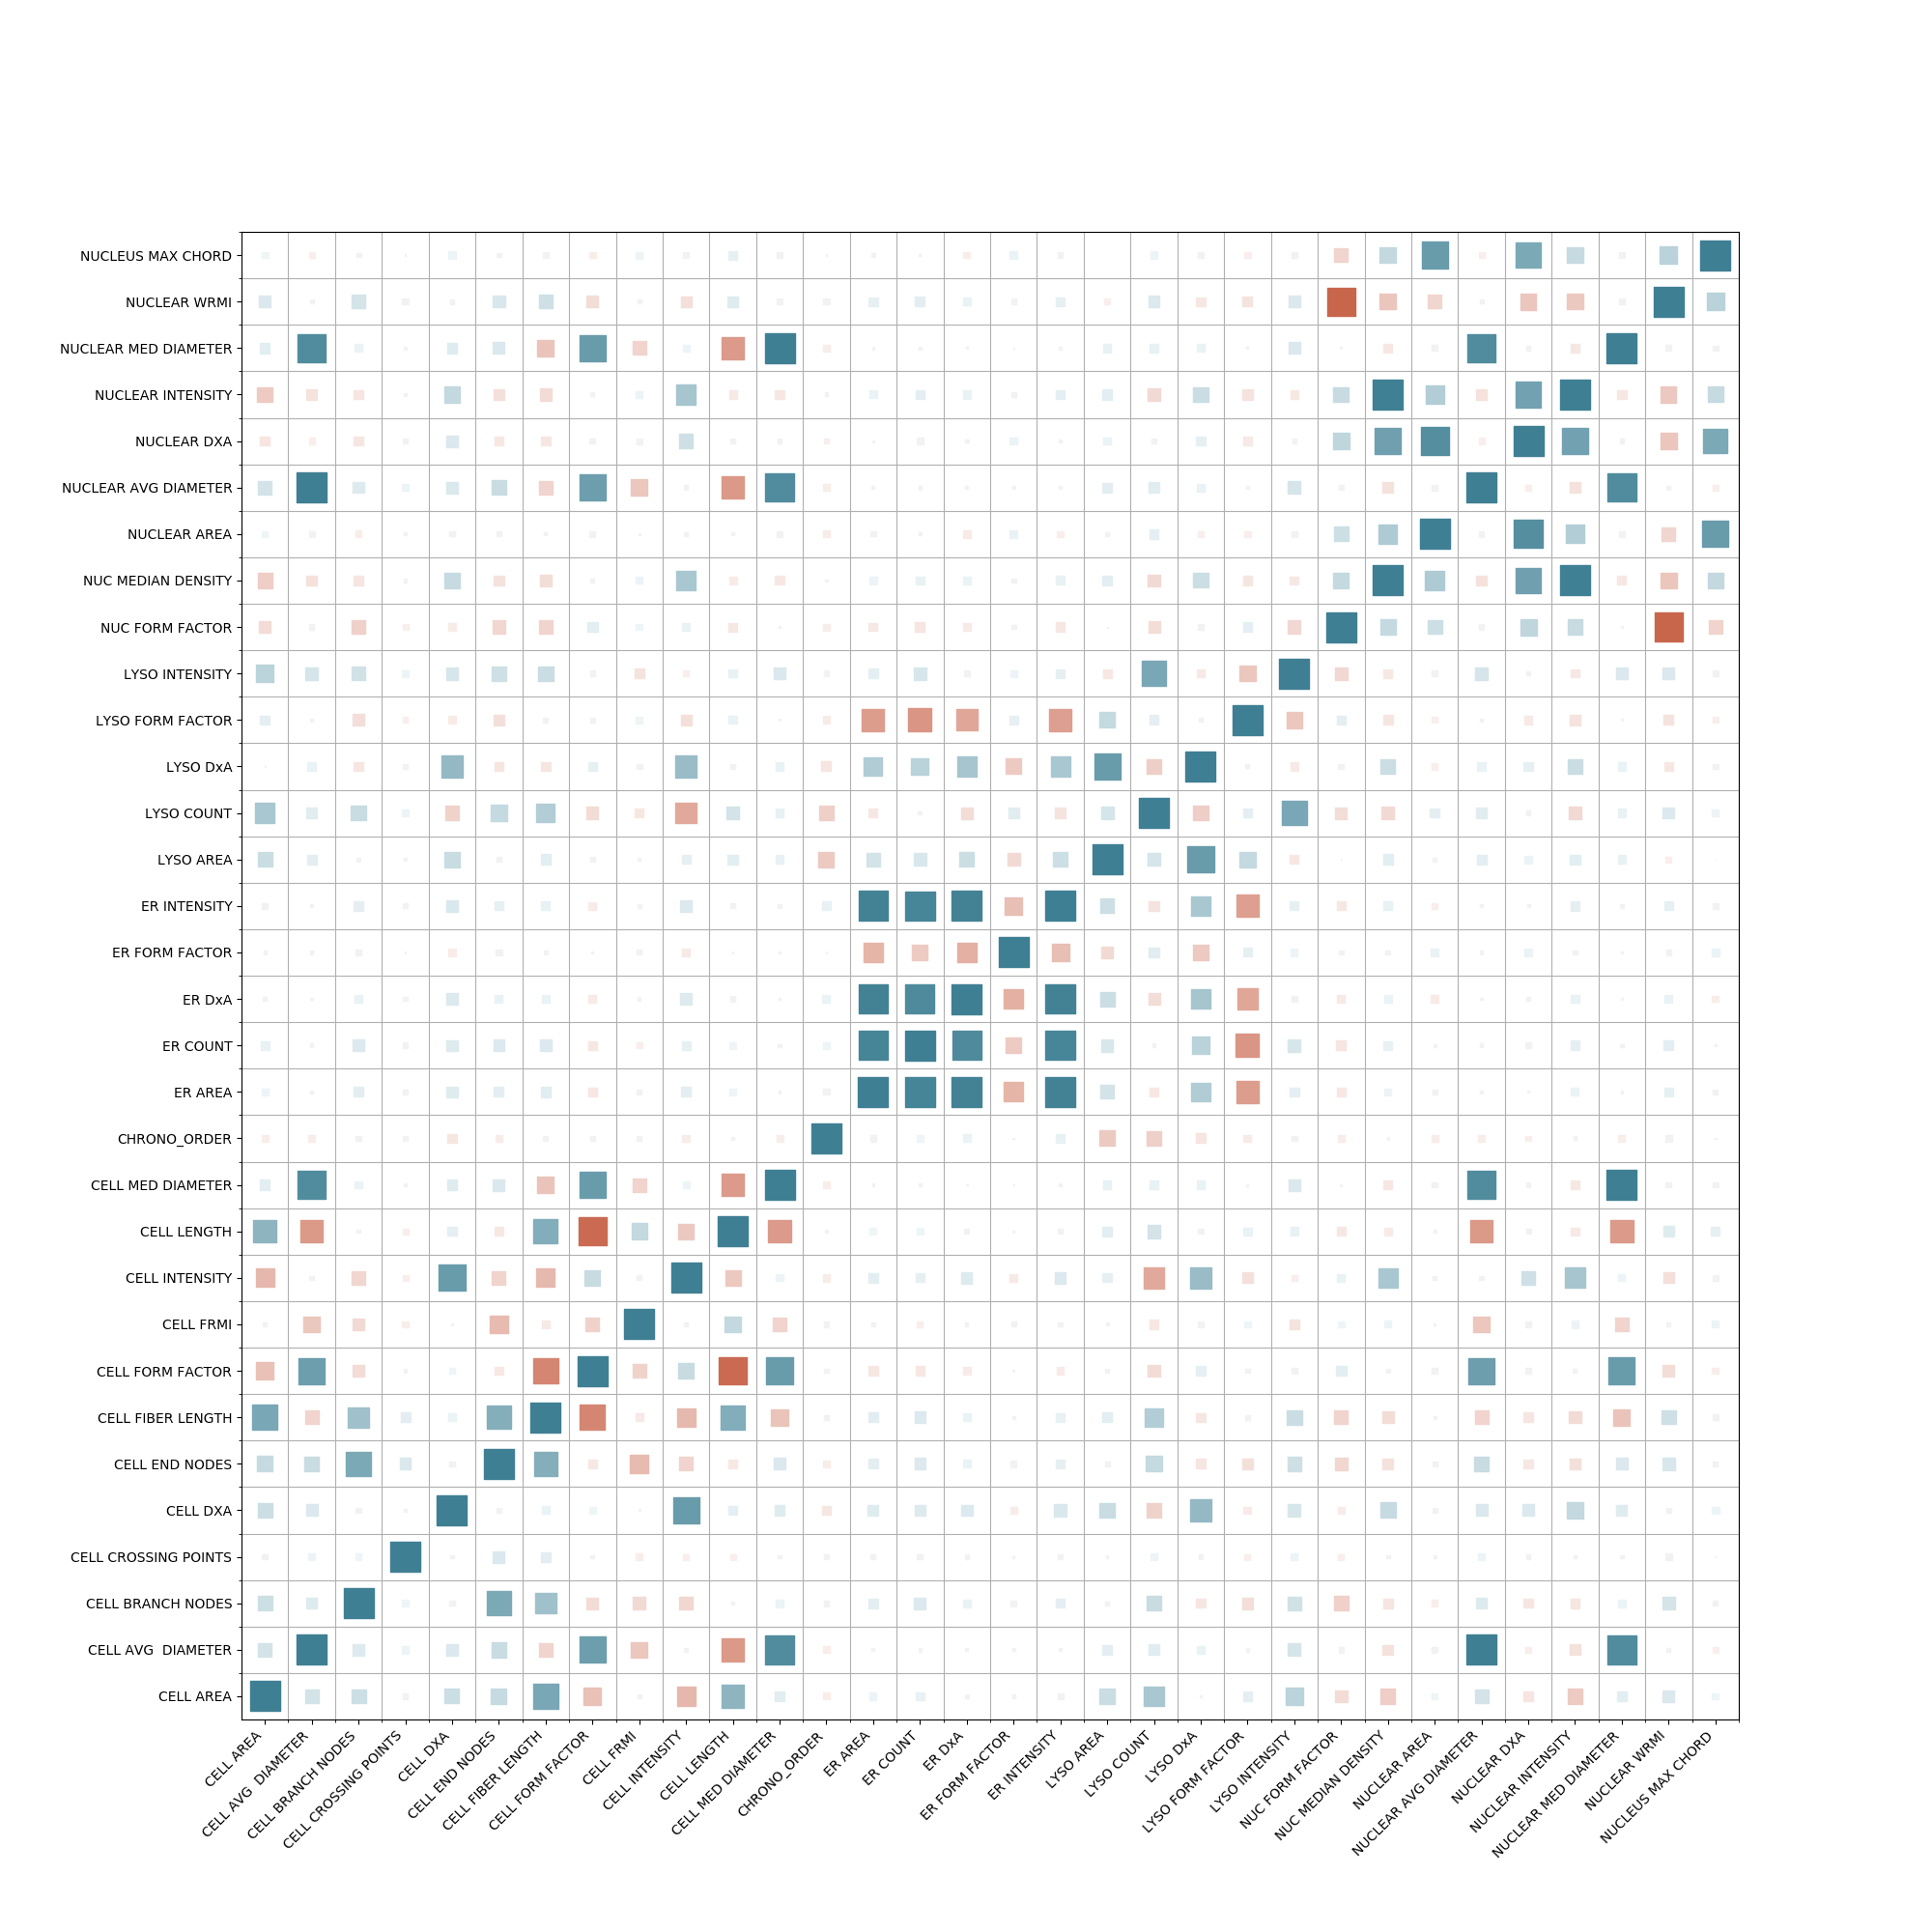 NUCLEUS MAX CHORD
NUCLEAR WRMI
NUCLEAR MED DIAMETER
NUCLEAR INTENSITY
NUCLEAR DXA
NUCLEAR AVG DIAMETER
NUCLEAR AREA
NUC MEDIAN DENSITY
NUC FORM FACTOR
LYSO INTENSITY
LYSO FORM FACTOR
LYSO DxA
LYSO COUNT
LYSO AREA
ER INTENSITY
ER FORM FACTOR
ER DxA
ER COUNT
ER AREA
CHRONO_ORDER
CELL MED DIAMETER
CELL LENGTH
CELL INTENSITY
CELL FRMI
CELL FORM FACTOR
CELL FIBER LENGTH
CELL END NODES
CELL DXA
CELL CROSSING POINTS
CELL BRANCH NODES
CELL AVG  DIAMETER
CELL AREA
CELL AREA
CELL AVG  DIAMETER
CELL BRANCH NODES
CELL CROSSING POINTS
CELL DXA
CELL END NODES
CELL FIBER LENGTH
CELL FORM FACTOR
CELL FRMI
CELL INTENSITY
CELL LENGTH
CELL MED DIAMETER
CHRONO_ORDER
ER AREA
ER COUNT
ER DxA
ER FORM FACTOR
ER INTENSITY
LYSO AREA
LYSO COUNT
LYSO DxA
LYSO FORM FACTOR
LYSO INTENSITY
NUC FORM FACTOR
NUC MEDIAN DENSITY
NUCLEAR AREA
NUCLEAR AVG DIAMETER
NUCLEAR DXA
NUCLEAR INTENSITY
NUCLEAR MED DIAMETER
NUCLEAR WRMI
NUCLEUS MAX CHORD